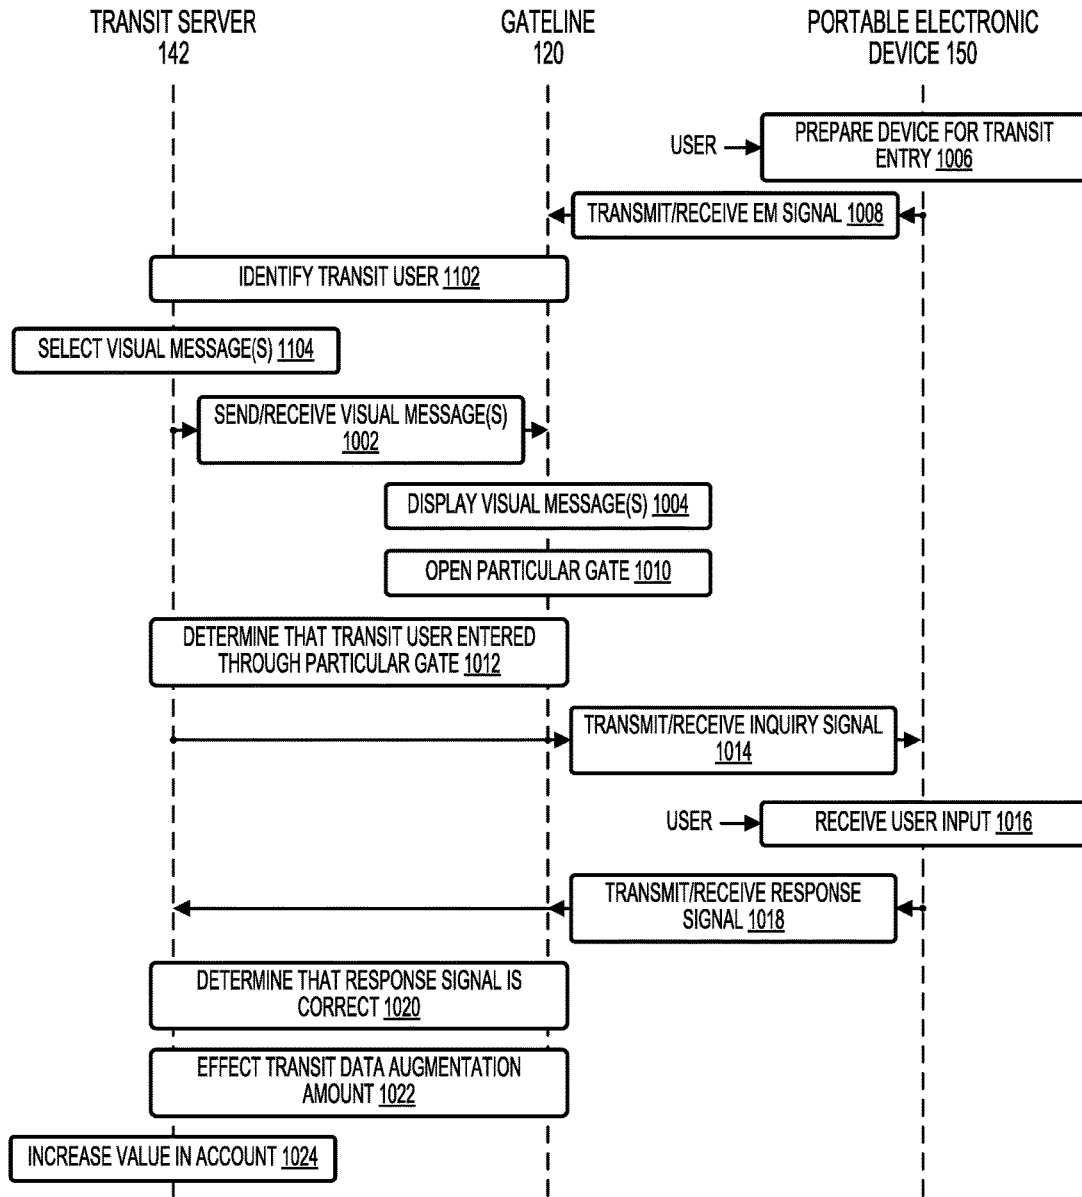 TRANSIT SERVER
142
GATELINE
120
PORTABLE ELECTRONIC
DEVICE 150
USER
PREPARE DEVICE FOR TRANSIT
ENTRY 1006
TRANSMIT/RECEIVE EM SIGNAL 1008
IDENTIFY TRANSIT USER 1102
SELECT VISUAL MESSAGE(S) 1104
SEND/RECEIVE VISUAL MESSAGE(S)
1002
DISPLAY VISUAL MESSAGE(S) 1004
OPEN PARTICULAR GATE 1010
DETERMINE THAT TRANSIT USER ENTERED
THROUGH PARTICULAR GATE 1012
TRANSMIT/RECEIVE INQUIRY SIGNAL
1014
USER
RECEIVE USER INPUT 1016
TRANSMIT/RECEIVE RESPONSE
SIGNAL 1018
DETERMINE THAT RESPONSE SIGNAL IS
CORRECT 1020
EFFECT TRANSIT DATA AUGMENTATION
AMOUNT 1022
INCREASE VALUE IN ACCOUNT 1024